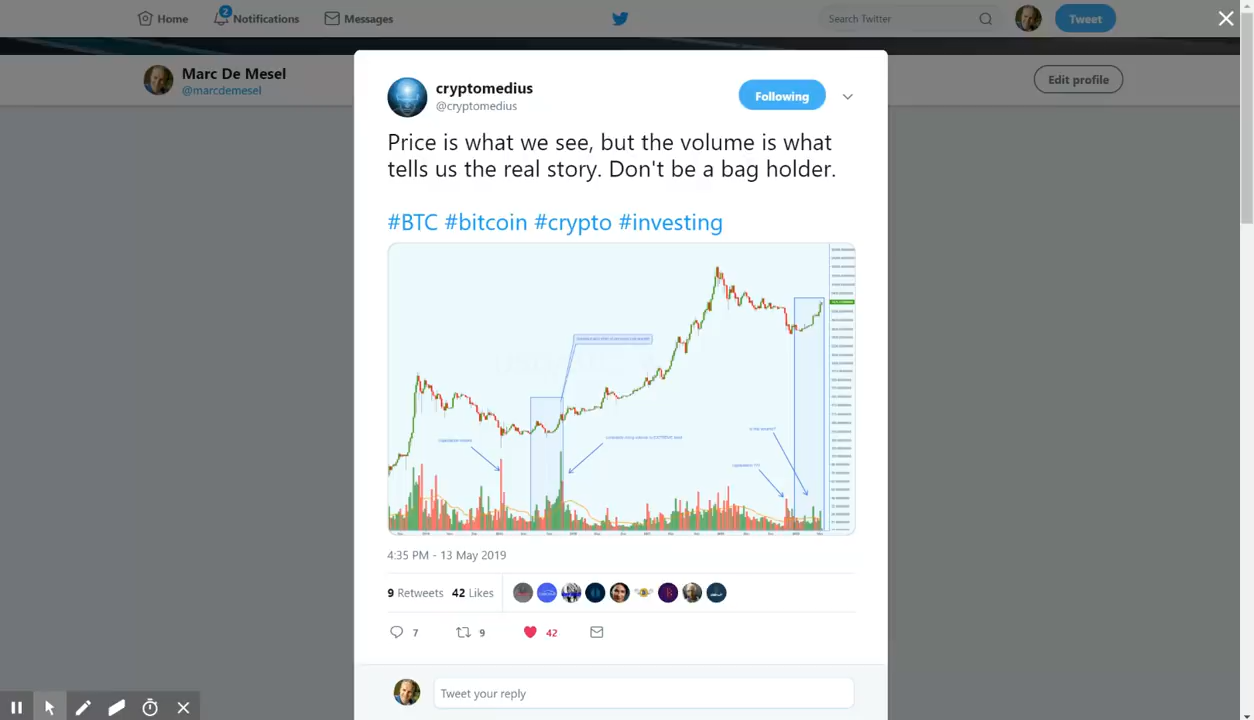 Home
2
Notifications
Messages
Search Twitter
Tweet
Marc De Mesel
@marcdemesel
Edit profile
cryptomedius
@cryptomedius
Following
Price is what we see, but the volume is what
tells us the real story. Don't be a bag holder.
#BTC #bitcoin #crypto #investing
4:35 PM - 13 May 2019
9 Retweets 42 Likes
7
9
42
Tweet your reply